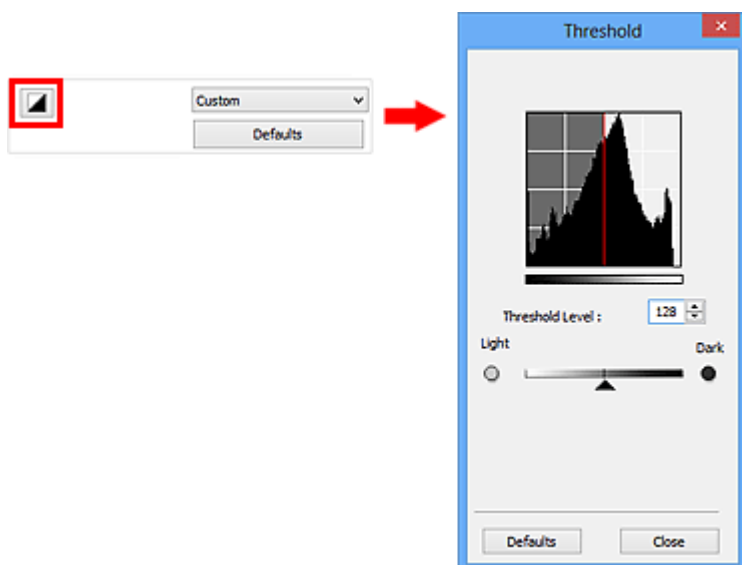 Threshold
Custom
Defaults
Threshold Level :
128
Light
Dark
Defaults
Close